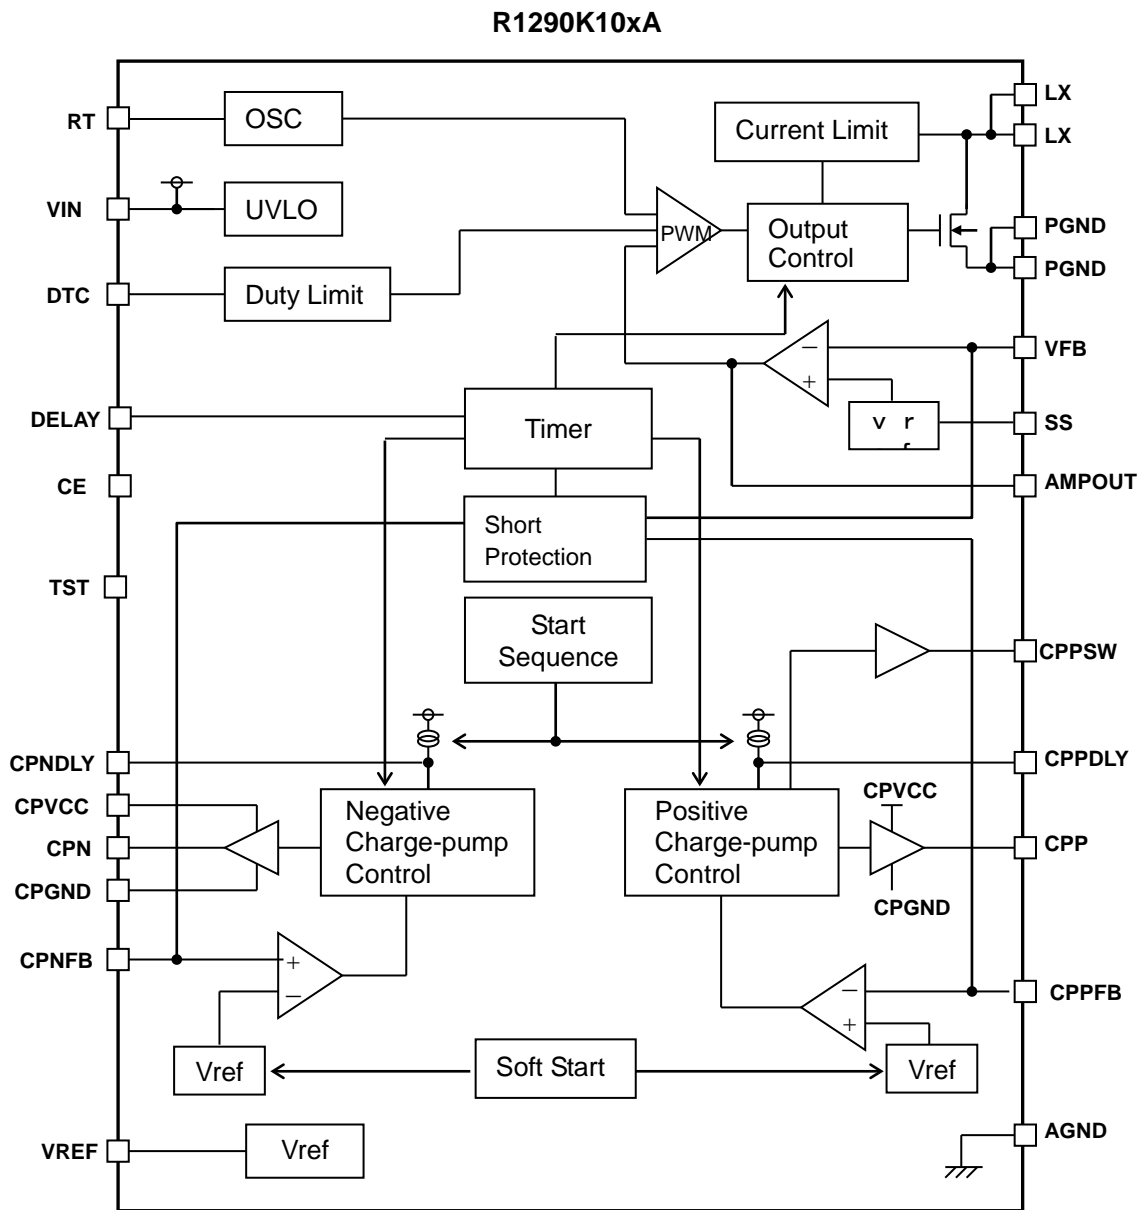 R1290K10xA
RT
OSC
Current Limit
LX
LX
VIN
UVLO
PWM
Output
Control
PGND
PGND
DTC
Duty Limit
−
+
VFB
DELAY
Timer
v r
SS
CE
AMPOUT
Short
Protection
TST
Start
Sequence
CPPSW
CPNDLY
CPPDLY
CPVCC
Negative
Charge-pump
Control
Positive
Charge-pump
Control
CPVCC
CPN
CPP
CPGND
CPGND
CPNFB
+
−
−
+
CPPFB
Vref
Soft Start
Vref
VREF
Vref
AGND